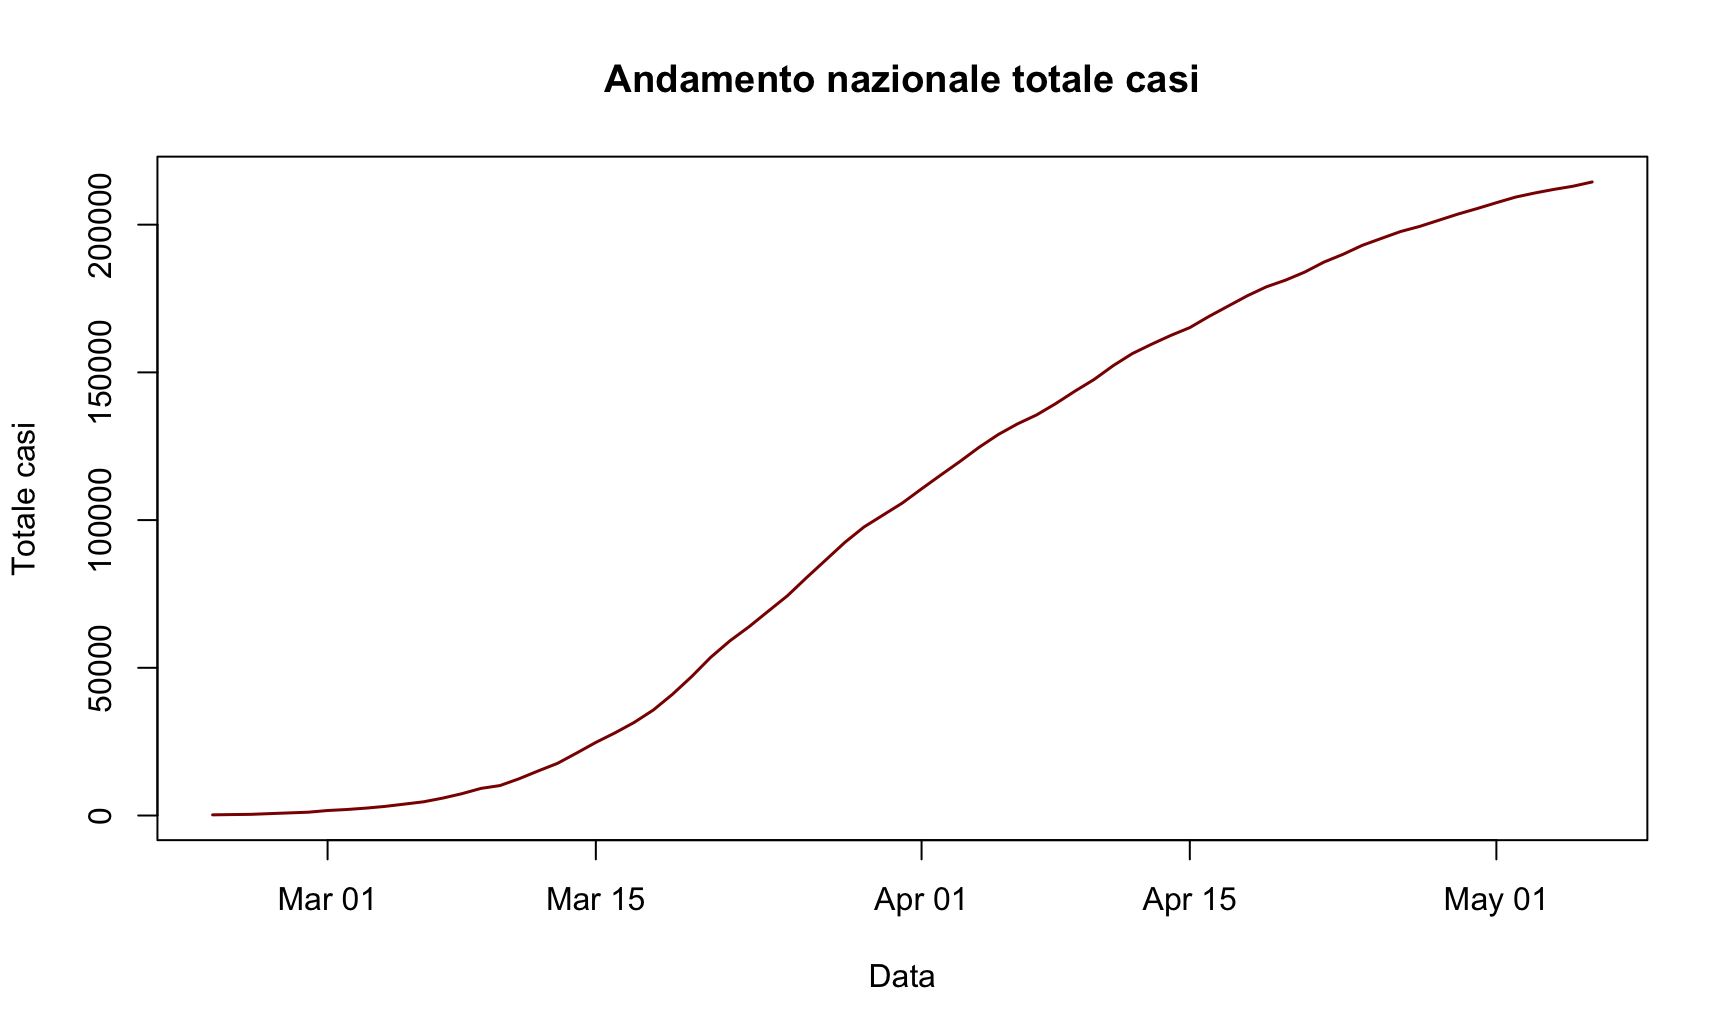 Andamento nazionale totale casi
Totale casi
200000
150000
100000
50000
0
Mar 01 Mar 15 Apr 01 Apr 15 May 01
Data